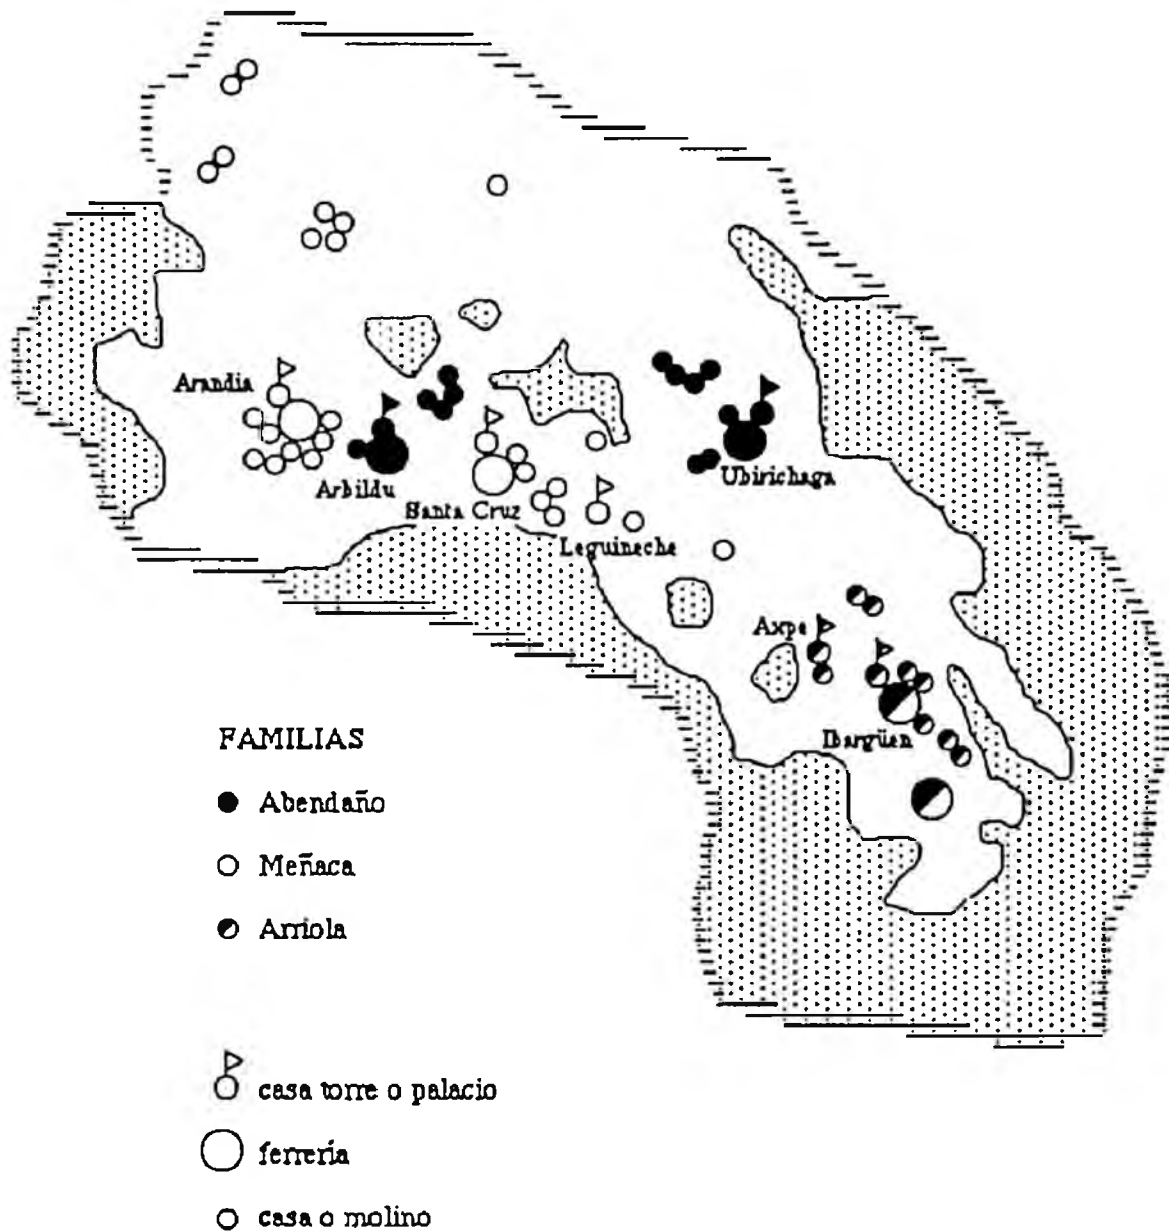 Arandia
Arbildu
Santa Cruz
Ubirichaga
Leguineche
Axpe
Ibargüen
FAMILIAS
Abendaño
Meñaca
Arriola
casa torre o palacio
ferrería
casa o molino